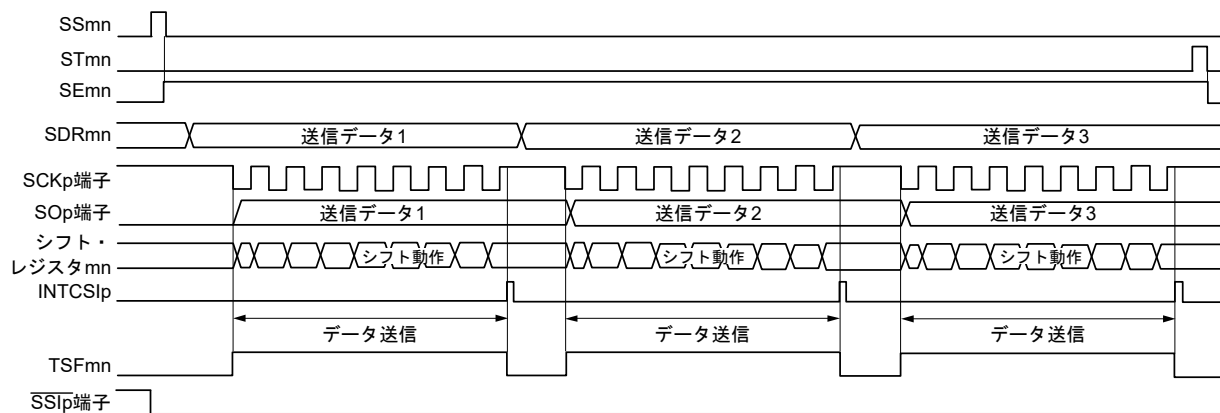 SSmn
STmn
SEmn
SDRmn 送信データ1 送信データ2 送信データ3
SCKp端子
SOp端子 送信データ1 送信データ2 送信データ3
シフト・
レジスタmn シフト動作 シフト動作 シフト動作
INTCSIp
データ送信 データ送信 データ送信
TSFmn
SSIp端子